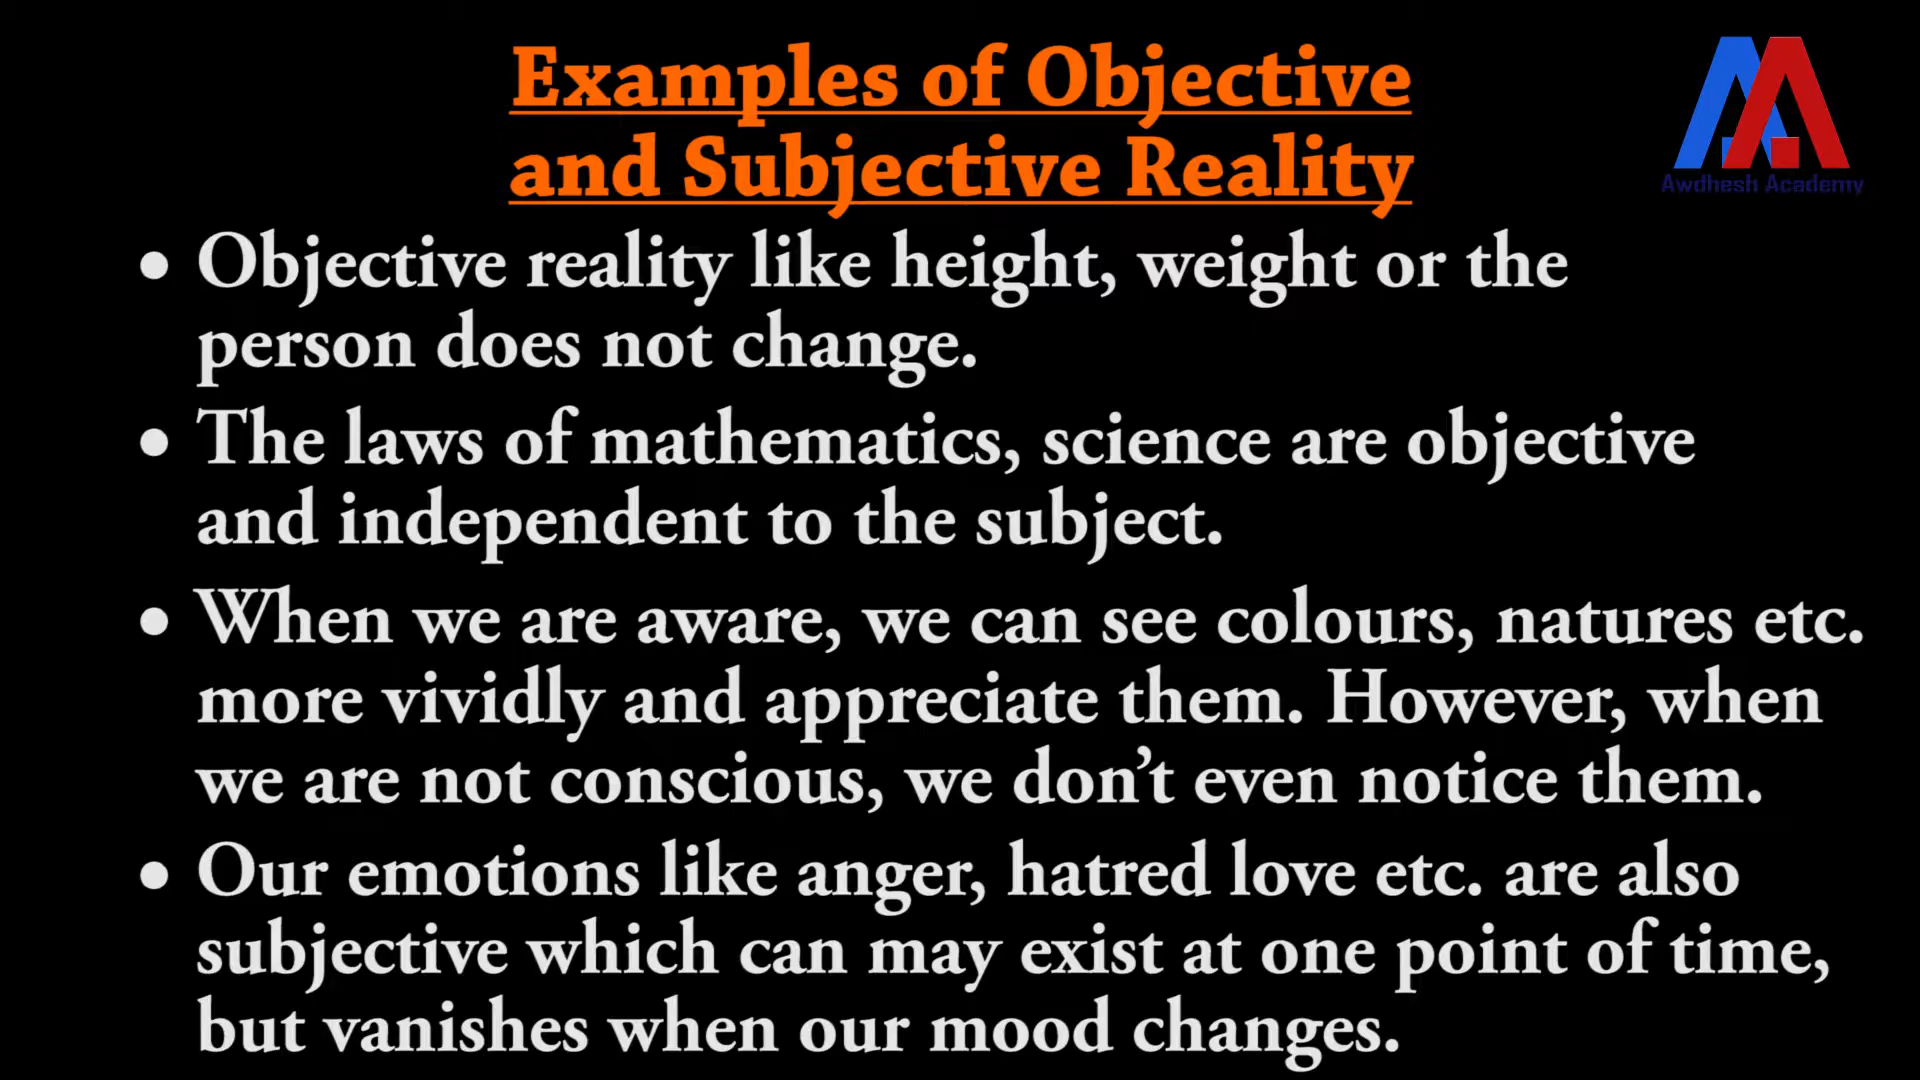 Examples of Objective
and Subjective Reality
Awdhesh Academy
• Objective reality like height, weight or the
person does not change.
• The laws of mathematics, science are objective
and independent to the subject.
• When we are aware, we can see colours, natures etc.
more vividly and appreciate them. However, when
we are not conscious, we don’t even notice them.
• Our emotions like anger, hatred love etc. are also
subjective which can may exist at one point of time,
but vanishes when our mood changes.